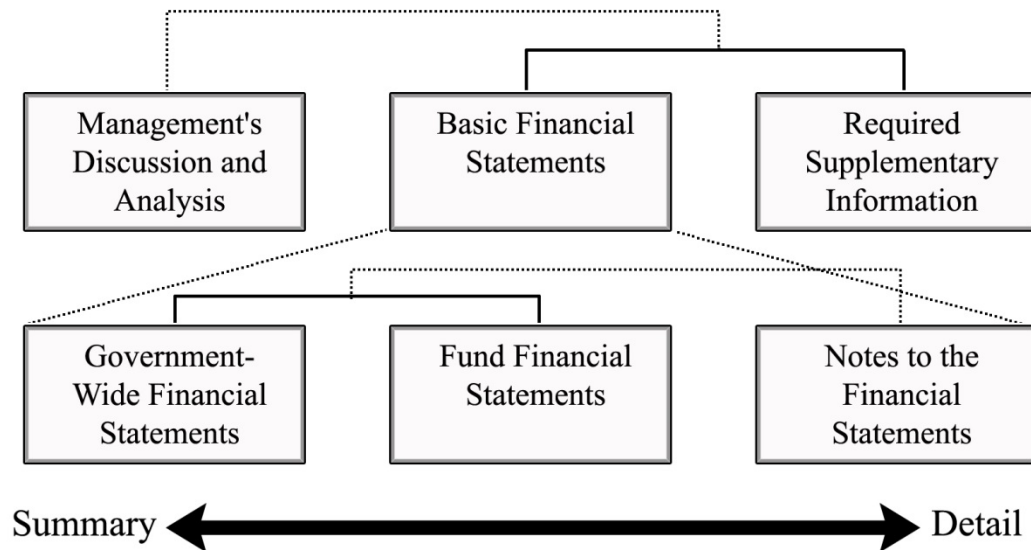 Management's
Discussion and
Analysis
Basic Financial
Statements
Required
Supplementary
Information
Government-
Wide Financial
Statements
Fund Financial
Statements
Notes to the
Financial
Statements
Summary
Detail